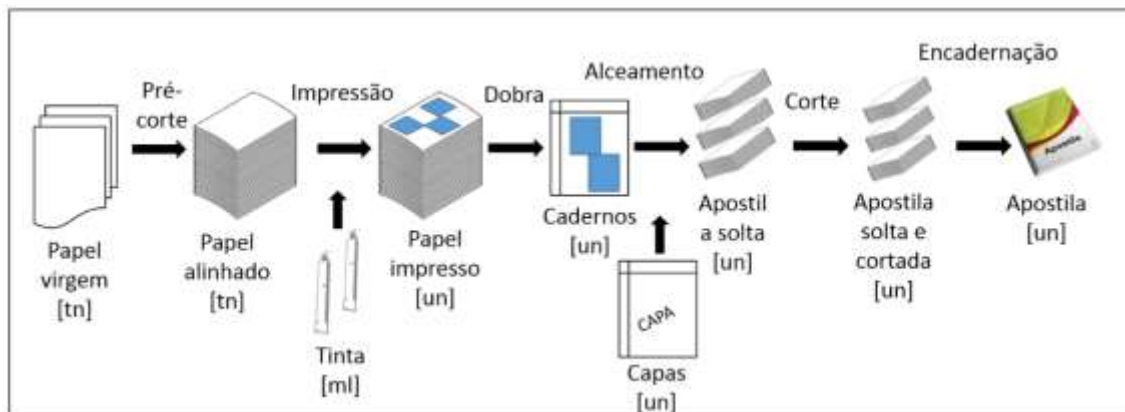 Pré-
corte
Impressão
Dobra
Alceamento
Corte
Encadernação
Papel
virgem
[tn]
Papel
alinhado
[tn]
Tinta
[ml]
Papel
impresso
[un]
Cadernos
[un]
CAPA
Capas
[un]
Apostil
a solta
[un]
Apostila
solta e
cortada
[un]
Apostila
Apostila
[un]